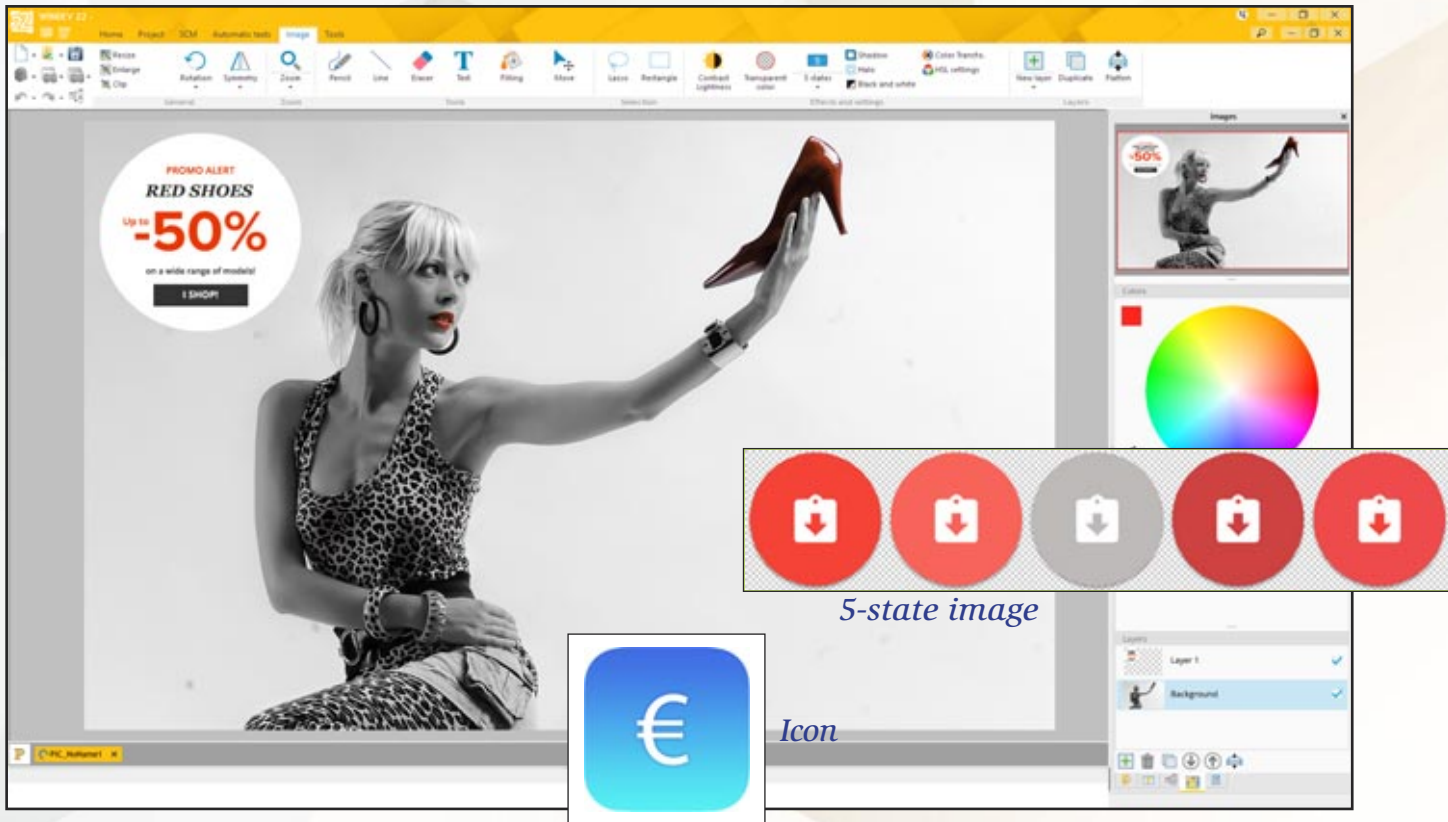 WINDEV 22 -
Home Project SCM Automatic tests Image Tools
Resize
Enlarge
Clip
Rotation Symmetry Zoom Pencil Line Eraser Text Filling Move Lasso Rectangle
Contrast Lightness
Transparent color
5 states
Shadow
Halo
Black and white
Color Transfo.
HSL settings
New layer Duplicate Flatten
General Zoom Tools Selection Effects and settings Layers
Images
PROMO ALERT
RED SHOES
Up to
-50%
on a wide range of models!
I SHOP!
-50%
Colors
5-state image
Layers
Layer 1
Background
€
Icon
P
PIC_NoName1